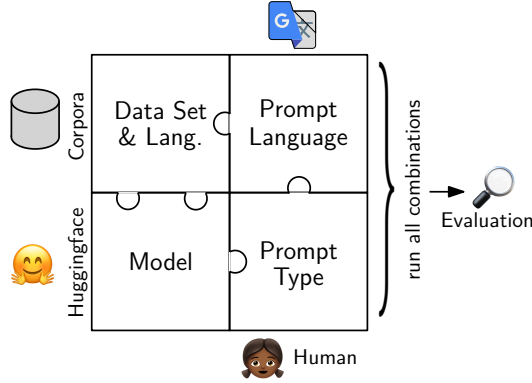 G
Corpora
Data Set
& Lang.
Prompt
Language
Huggingface
Model
Prompt
Type
run all combinations
Evaluation
Human